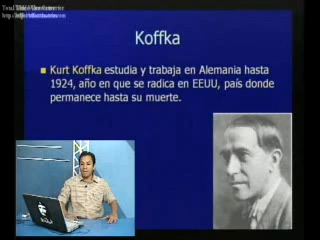 Koffka
Kurt Koffka estudia y trabaja en Alemania hasta
1924, año en que se radica en EEUU, país donde
permanece hasta su muerte.